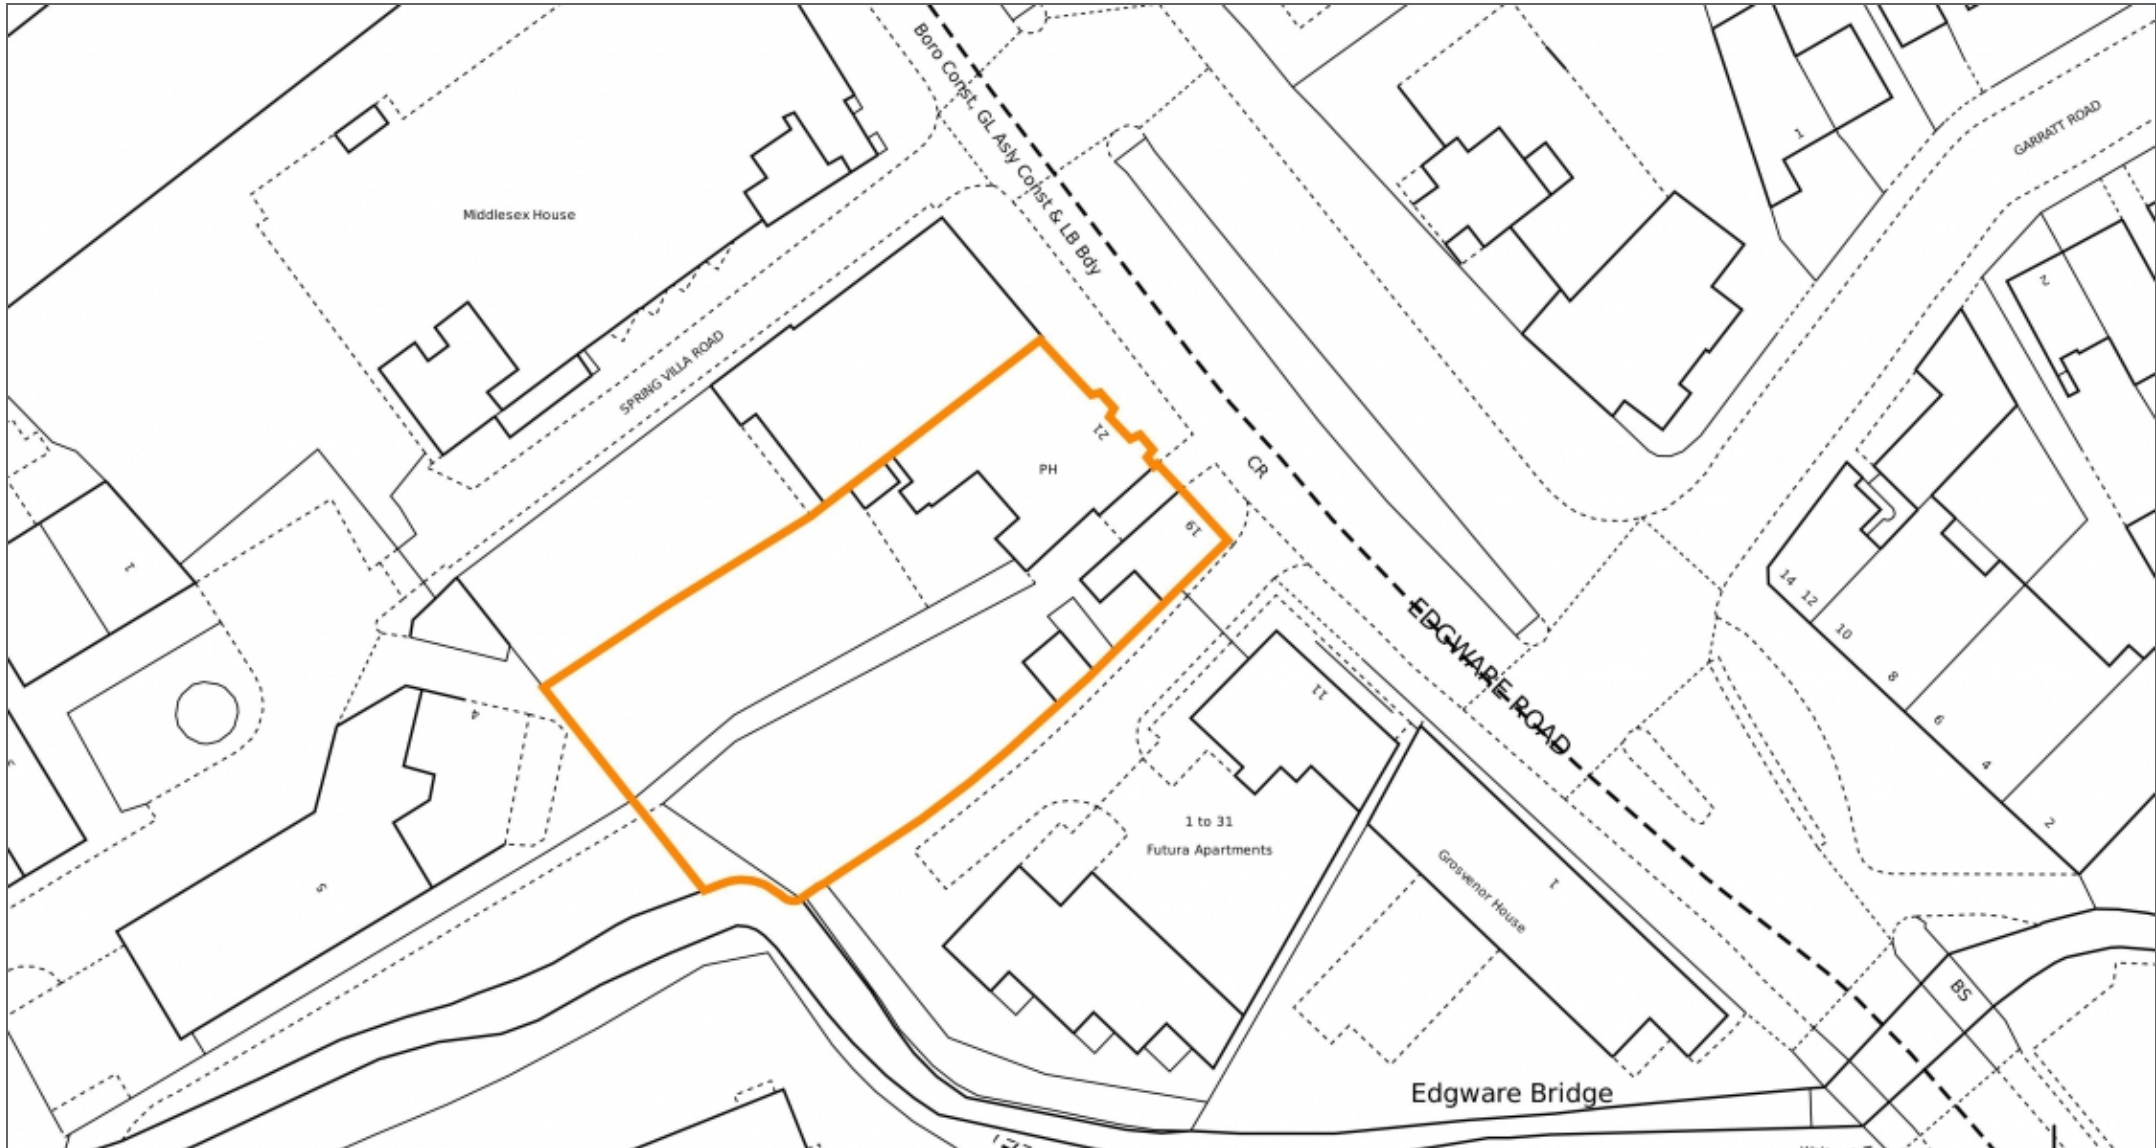 Boro Const, GL Asly Const & LB Bdy
GARRATT ROAD
1
Middlesex House
2
SPRING VILLA ROAD
21
PH
CR
19
1
14
12
10
8
6
4
2
EDGWARE ROAD
11
4
1 to 31
Futura Apartments
Grosvenor House
1
5
BS
Edgware Bridge